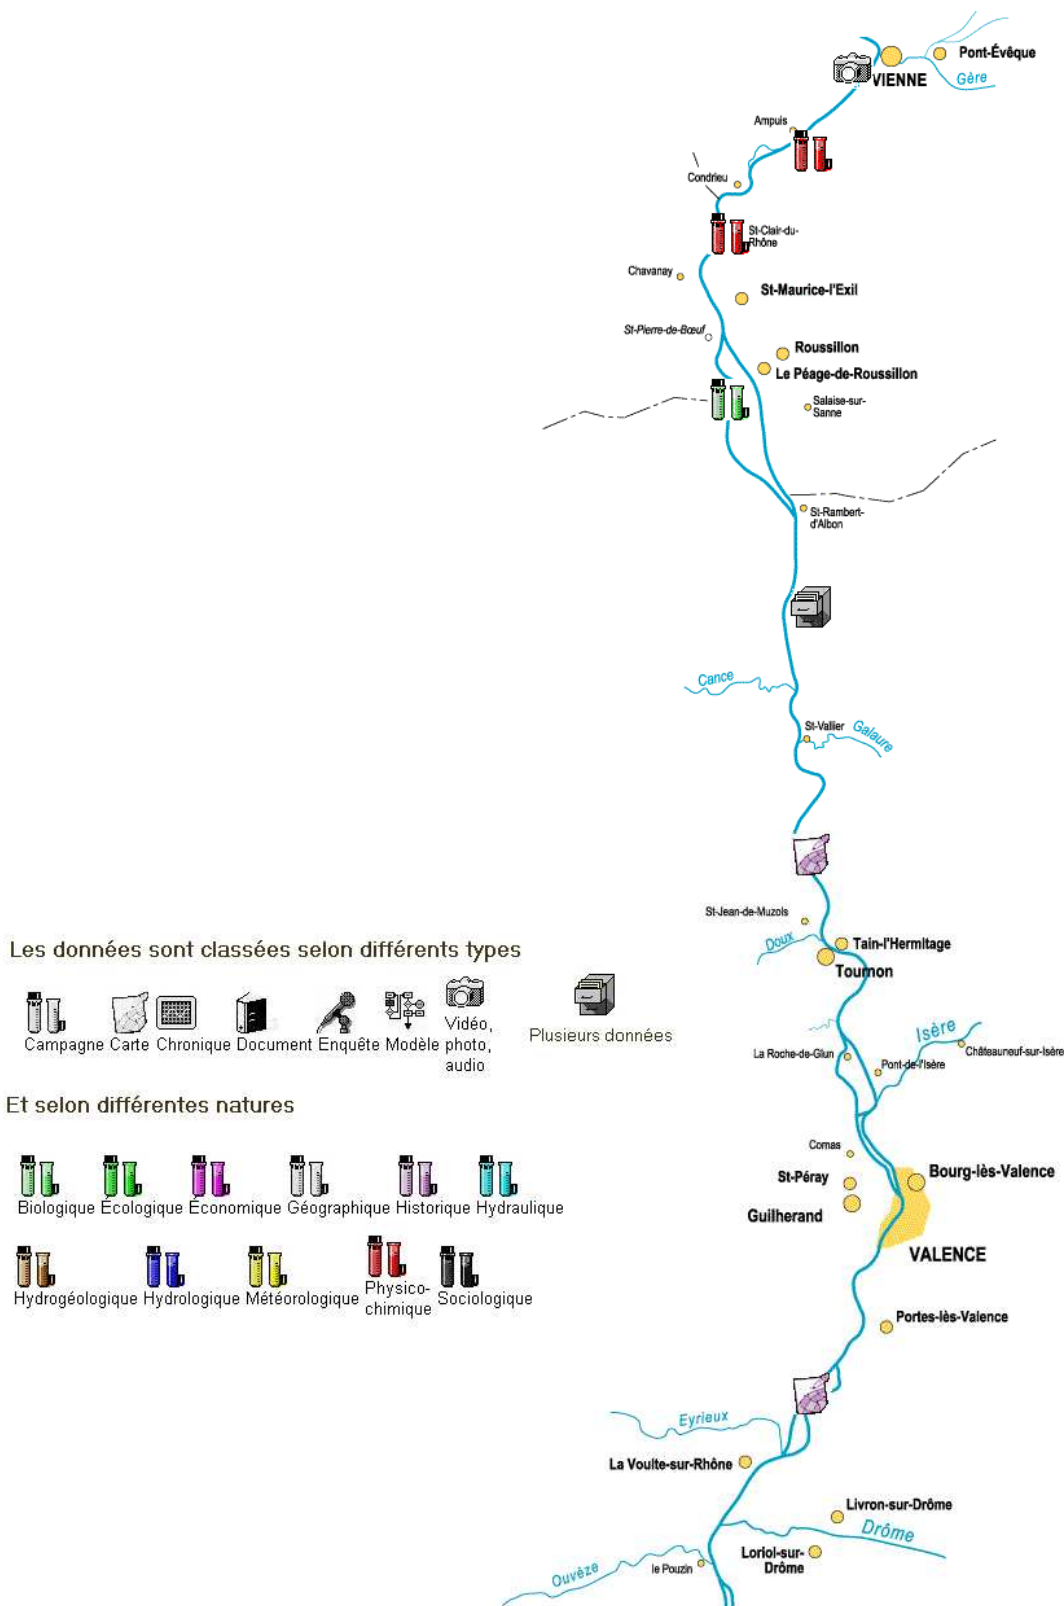 Pont-Évêque
VIENNE
Gère
Ampuis
Condrieu
St-Clair-du-
Rhône
Chavanay
St-Maurice-l'Exil
St-Pierre-de-Bœuf
Roussillon
Le Péage-de-Roussillon
Salaise-sur-
Sanne
St-Rambert-
d'Albon
Cance
St-Vallier
Galaure
St-Jean-de-Muzols
Doux
Tain-l'Hermitage
Tournon
Isère
La Roche-de-Glun
Châteauneuf-sur-Isère
Pont-de-l'Isère
Cornas
St-Péray
Bourg-lès-Valence
Guilherand
VALENCE
Portes-lès-Valence
Eyrieux
La Voulte-sur-Rhône
Livron-sur-Drôme
Drôme
Loriol-sur-
Drôme
le Pouzin
Ouvèze
Les données sont classées selon différents types
Campagne Carte Chronique Document Enquête Modèle
Vidéo,
photo,
audio
Plusieurs données
Et selon différentes natures
Biologique Écologique Économique Géographique Historique Hydraulique
Hydrogéologique Hydrologique Météorologique
Physico-
chimique
Sociologique